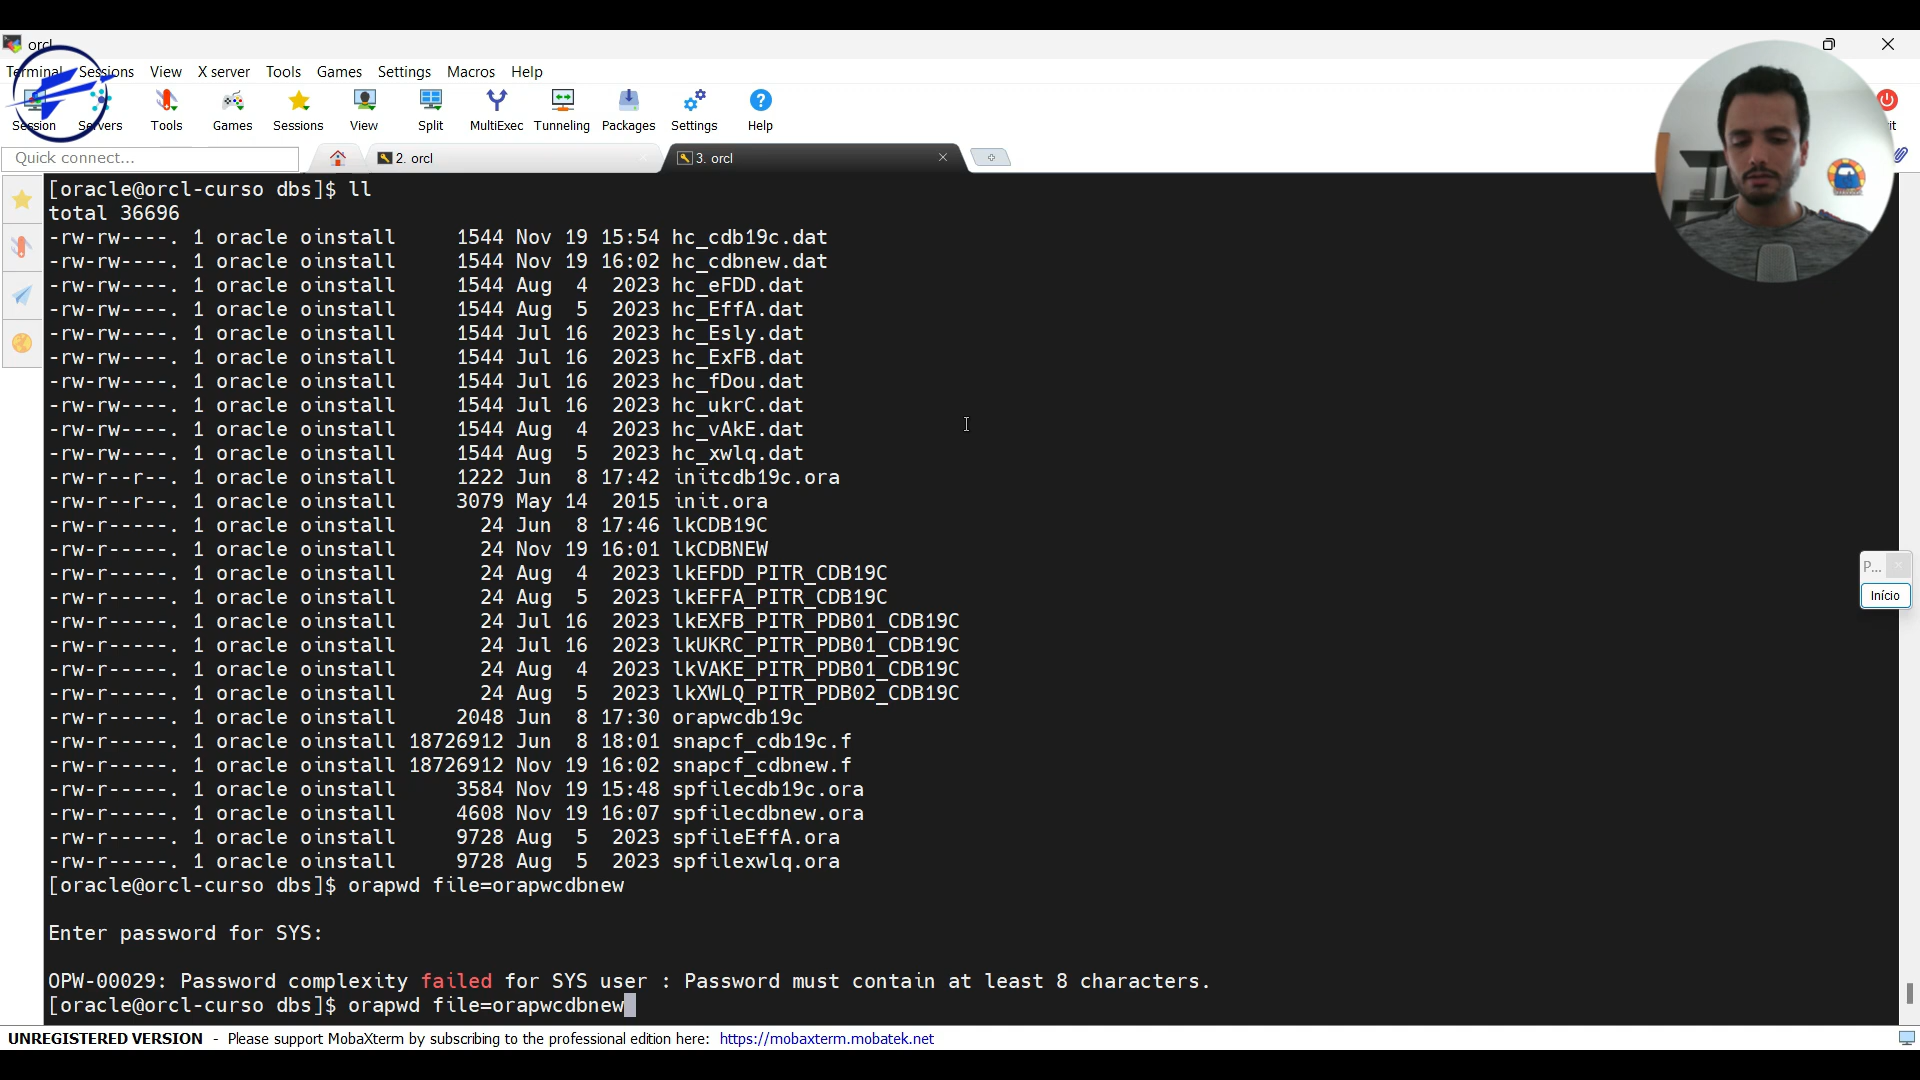 orcl
Terminal Sessions View X server Tools Games Settings Macros Help
Session Servers Tools Games Sessions View Split MultiExec Tunneling Packages Settings Help
Quick connect...
2. orcl
3. orcl
[oracle@orcl-curso dbs]$ ll
total 36696
-rw-rw----. 1 oracle oinstall 1544 Nov 19 15:54 hc_cdb19c.dat
-rw-rw----. 1 oracle oinstall 1544 Nov 19 16:02 hc_cdbnew.dat
-rw-rw----. 1 oracle oinstall 1544 Aug 4 2023 hc_eFDD.dat
-rw-rw----. 1 oracle oinstall 1544 Aug 5 2023 hc_EffA.dat
-rw-rw----. 1 oracle oinstall 1544 Jul 16 2023 hc_Esly.dat
-rw-rw----. 1 oracle oinstall 1544 Jul 16 2023 hc_ExFB.dat
-rw-rw----. 1 oracle oinstall 1544 Jul 16 2023 hc_fDou.dat
-rw-rw----. 1 oracle oinstall 1544 Jul 16 2023 hc_ukrC.dat
-rw-rw----. 1 oracle oinstall 1544 Aug 4 2023 hc_vAkE.dat
-rw-rw----. 1 oracle oinstall 1544 Aug 5 2023 hc_xwlq.dat
-rw-r--r--. 1 oracle oinstall 1222 Jun 8 17:42 initcdb19c.ora
-rw-r--r--. 1 oracle oinstall 3079 May 14 2015 init.ora
-rw-r-----. 1 oracle oinstall 24 Jun 8 17:46 lkCDB19C
-rw-r-----. 1 oracle oinstall 24 Nov 19 16:01 lkCDBNEW
-rw-r-----. 1 oracle oinstall 24 Aug 4 2023 lkEFDD_PITR_CDB19C
-rw-r-----. 1 oracle oinstall 24 Aug 5 2023 lkEFFA_PITR_CDB19C
-rw-r-----. 1 oracle oinstall 24 Jul 16 2023 lkEXFB_PITR_PDB01_CDB19C
-rw-r-----. 1 oracle oinstall 24 Jul 16 2023 lkUKRC_PITR_PDB01_CDB19C
-rw-r-----. 1 oracle oinstall 24 Aug 4 2023 lkVAKE_PITR_PDB01_CDB19C
-rw-r-----. 1 oracle oinstall 24 Aug 5 2023 lkXWLQ_PITR_PDB02_CDB19C
-rw-r-----. 1 oracle oinstall 2048 Jun 8 17:30 orapwcdb19c
-rw-r-----. 1 oracle oinstall 18726912 Jun 8 18:01 snapcf_cdb19c.f
-rw-r-----. 1 oracle oinstall 18726912 Nov 19 16:02 snapcf_cdbnew.f
-rw-r-----. 1 oracle oinstall 3584 Nov 19 15:48 spfilecdb19c.ora
-rw-r-----. 1 oracle oinstall 4608 Nov 19 16:07 spfilecdbnew.ora
-rw-r-----. 1 oracle oinstall 9728 Aug 5 2023 spfileEffA.ora
-rw-r-----. 1 oracle oinstall 9728 Aug 5 2023 spfilexwlq.ora
[oracle@orcl-curso dbs]$ orapwd file=orapwcdbnew
Enter password for SYS:
OPW-00029: Password complexity failed for SYS user : Password must contain at least 8 characters.
[oracle@orcl-curso dbs]$ orapwd file=orapwcdbnew
P...
Início
UNREGISTERED VERSION - Please support MobaXterm by subscribing to the professional edition here: https://mobaxterm.mobatek.net